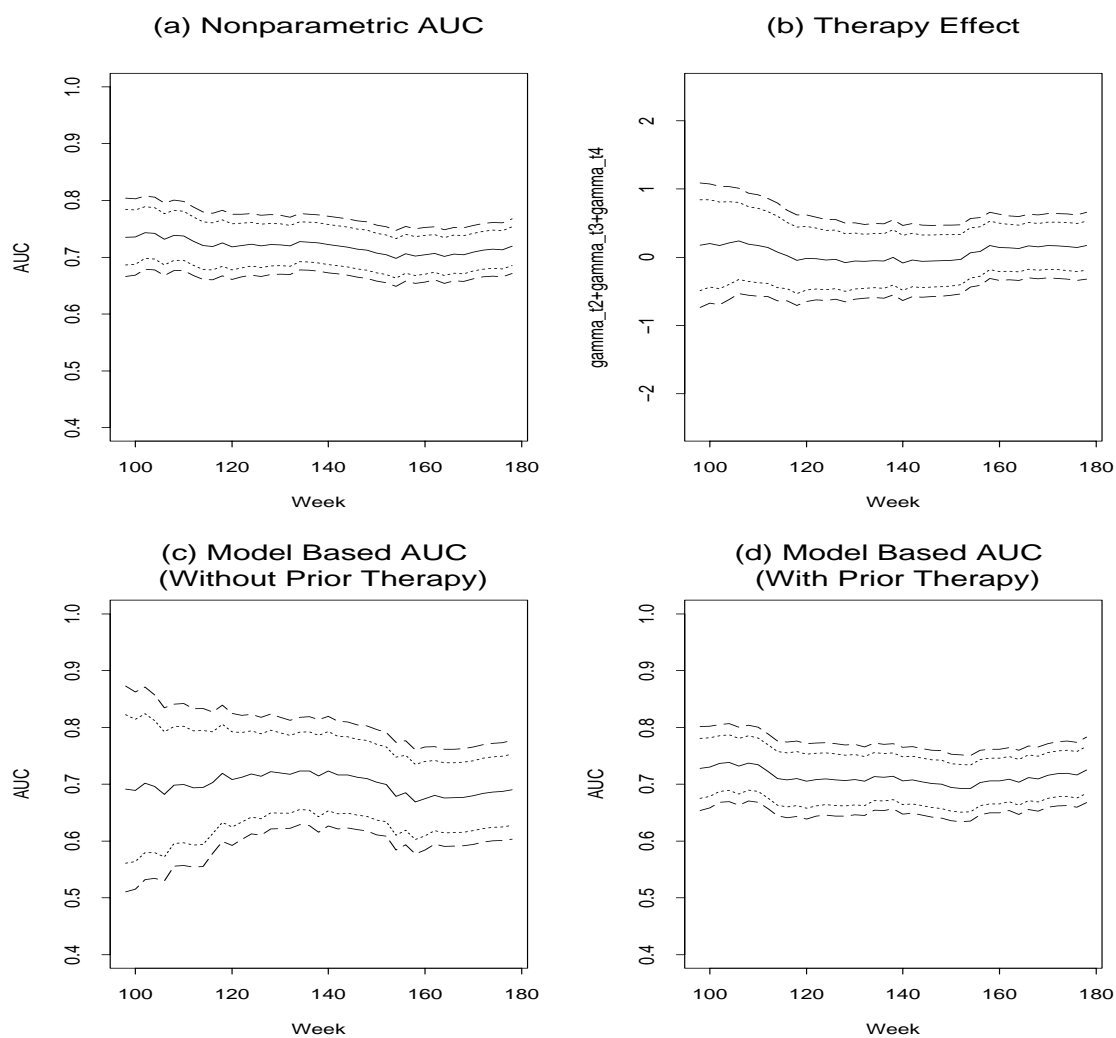 (a) Nonparametric AUC
AUC
1.0
0.9
0.8
0.7
0.6
0.5
0.4
100 120 140 160 180
Week
(b) Therapy Effect
gamma_t2+gamma_t3+gamma_t4
2
1
0
−1
−2
100 120 140 160 180
Week
(c) Model Based AUC
(Without Prior Therapy)
AUC
1.0
0.9
0.8
0.7
0.6
0.5
0.4
100 120 140 160 180
Week
(d) Model Based AUC
(With Prior Therapy)
AUC
1.0
0.9
0.8
0.7
0.6
0.5
0.4
100 120 140 160 180
Week